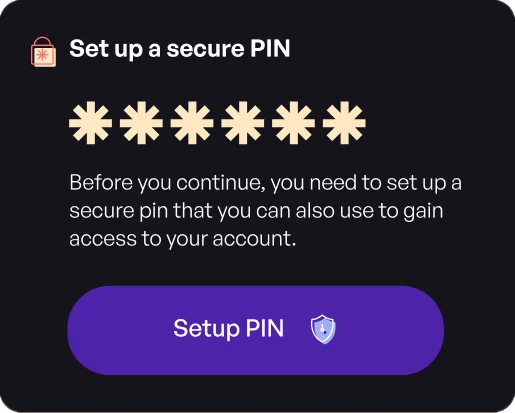 Set up a secure PIN
******
Before you continue, you need to set up a
secure pin that you can also use to gain
access to your account.
Setup PIN